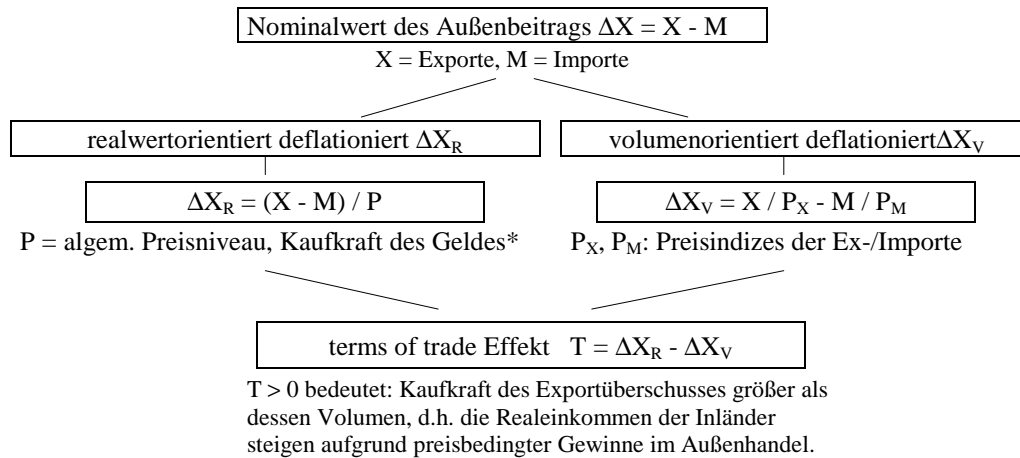 Nominalwert des Außenbeitrags ΔX = X - M
X = Exporte, M = Importe
realwertorientiert deflationiert ΔX_R
volumenorientiert deflationiertΔX_V
ΔX_R = (X - M) / P
ΔX_V = X / P_X - M / P_M
P = algem. Preisniveau, Kaufkraft des Geldes*
P_X, P_M: Preisindizes der Ex-/Importe
terms of trade Effekt T = ΔX_R - ΔX_V
T > 0 bedeutet: Kaufkraft des Exportüberschusses größer als
dessen Volumen, d.h. die Realeinkommen der Inländer
steigen aufgrund preisbedingter Gewinne im Außenhandel.